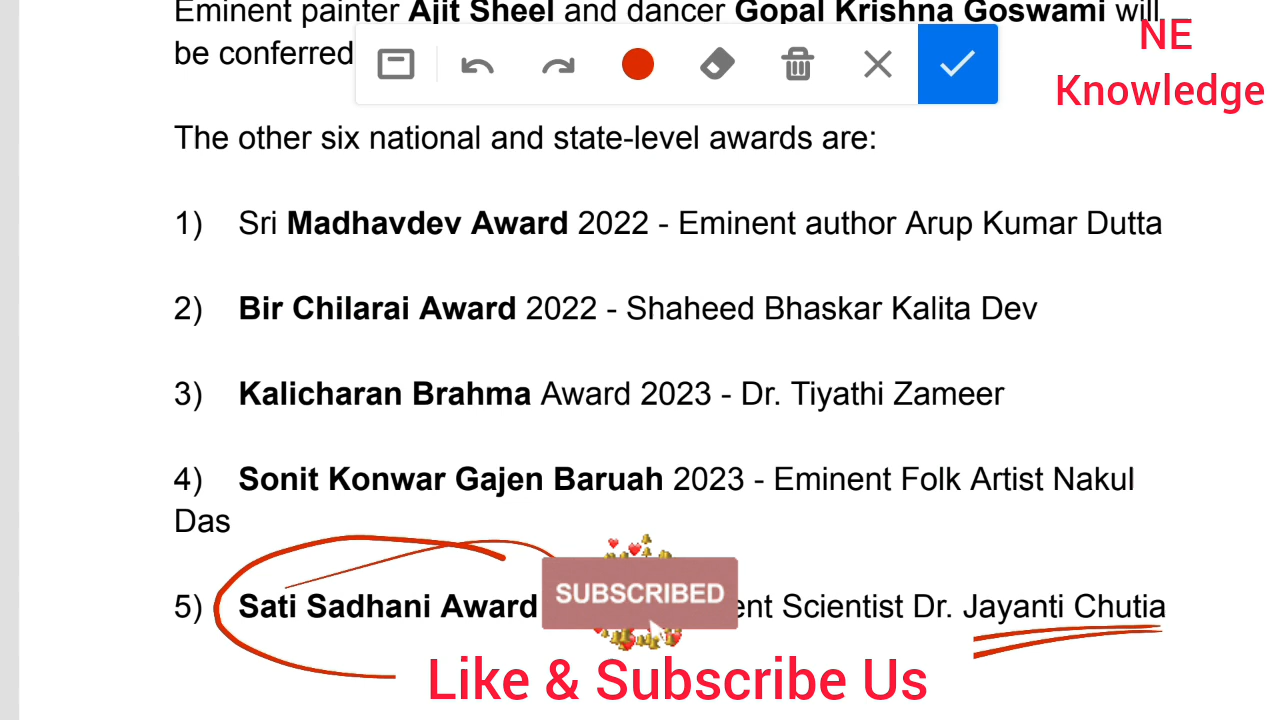 Eminent painter Ajit Sheel and dancer Gopal Krishna Goswami will
be conferred
NE
Knowledge
The other six national and state-level awards are:
1) Sri Madhavdev Award 2022 - Eminent author Arup Kumar Dutta
2) Bir Chilarai Award 2022 - Shaheed Bhaskar Kalita Dev
3) Kalicharan Brahma Award 2023 - Dr. Tiyathi Zameer
4) Sonit Konwar Gajen Baruah 2023 - Eminent Folk Artist Nakul
Das
5) Sati Sadhani Award SUBSCRIBED ent Scientist Dr. Jayanti Chutia
Like & Subscribe Us